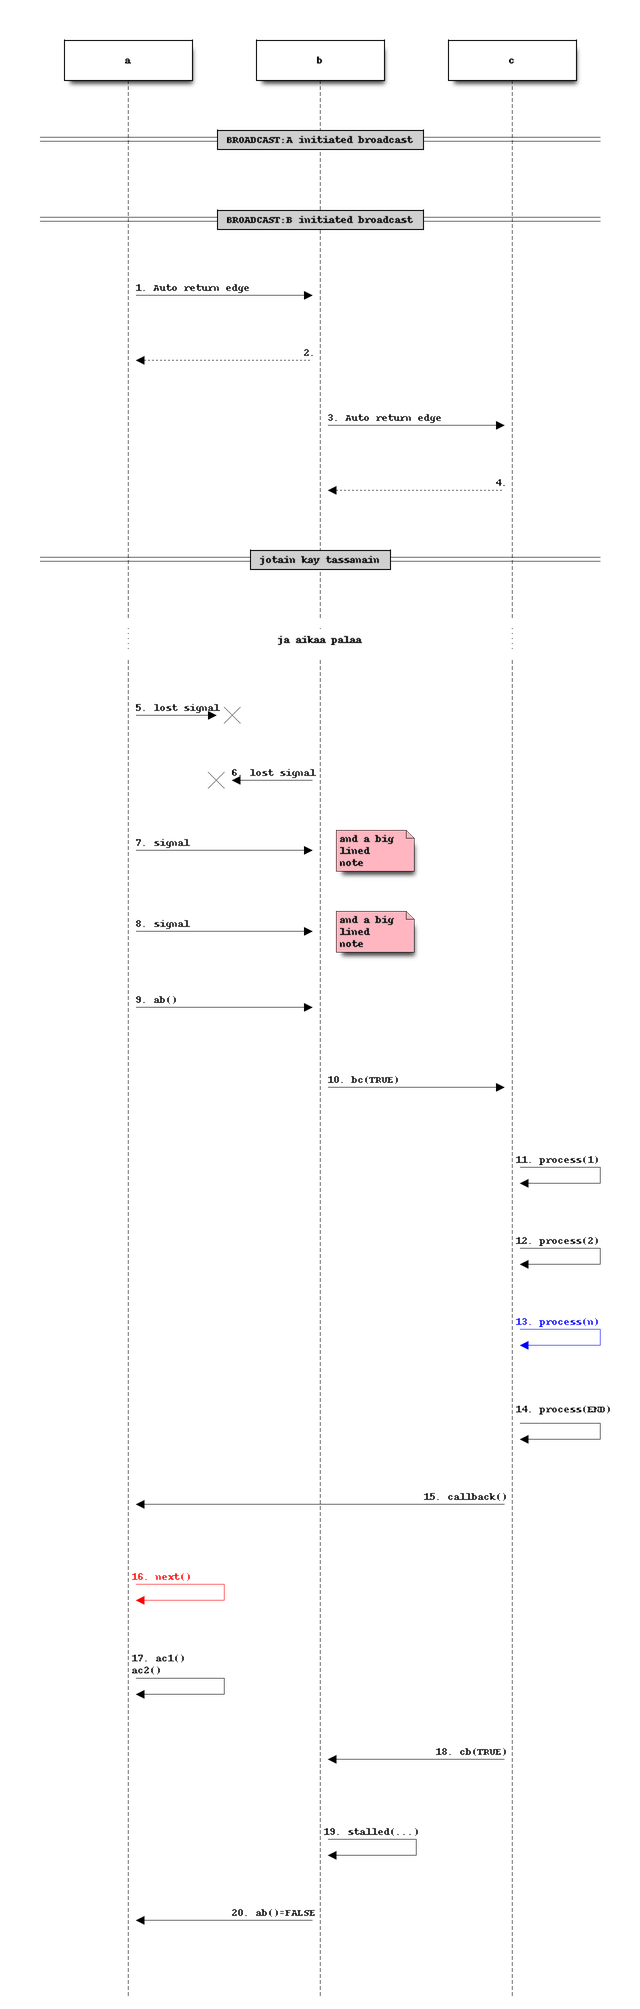 a
b
c
BROADCAST:A initiated broadcast
BROADCAST:B initiated broadcast
1. Auto return edge
2.
3. Auto return edge
4.
jotain kay tassanain
ja aikaa palaa
5. lost signal
6. lost signal
7. signal
and a big
lined
note
8. signal
and a big
lined
note
9. ab()
10. bc(TRUE)
11. process(1)
12. process(2)
13. process(n)
14. process(END)
15. callback()
16. next()
17. ac1()
ac2()
18. cb(TRUE)
19. stalled(...)
20. ab()=FALSE